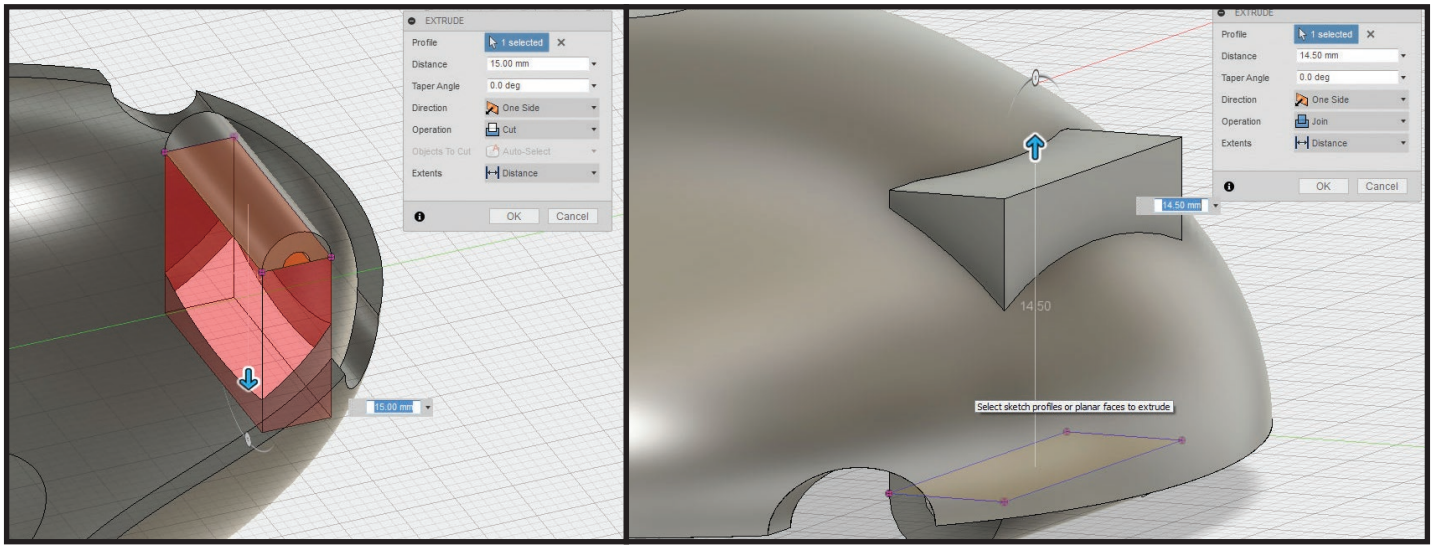 EXTRUDE
Profile 1 selected
Distance 15.00 mm
Taper Angle 0.0 deg
Direction One Side
Operation Cut
Objects To Cut Auto-Select
Extents Distance
OK Cancel
15.00 mm
EXTRUDE
Profile 1 selected
Distance 14.50 mm
Taper Angle 0.0 deg
Direction One Side
Operation Join
Extents Distance
OK Cancel
14.50 mm
14.50
Select sketch profiles or planar faces to extrude